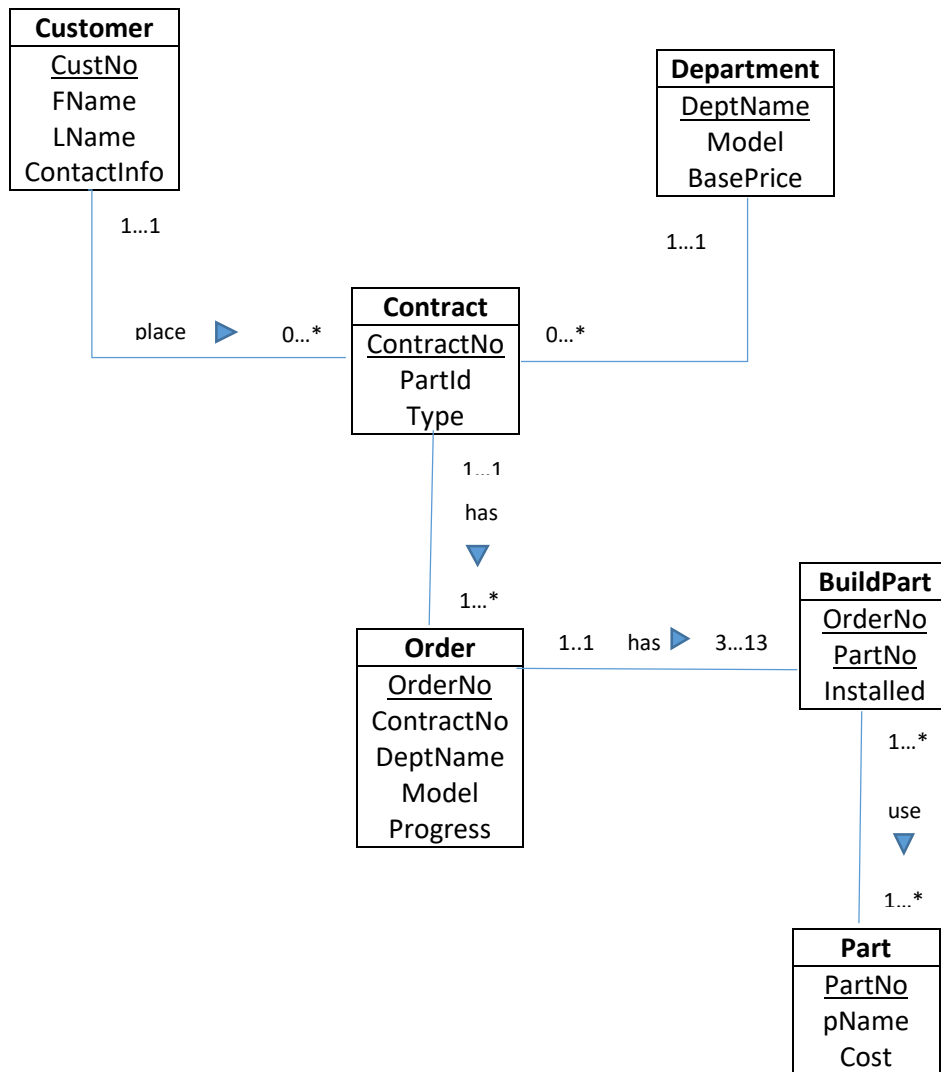 Customer
CustNo
FName
LName
ContactInfo
Department
DeptName
Model
BasePrice
1...1
1...1
place
0...*
Contract
ContractNo
PartId
Type
0...*
1...1
has
1...*
Order
OrderNo
ContractNo
DeptName
Model
Progress
1..1
has
3...13
BuildPart
OrderNo
PartNo
Installed
1...*
use
1...*
Part
PartNo
pName
Cost